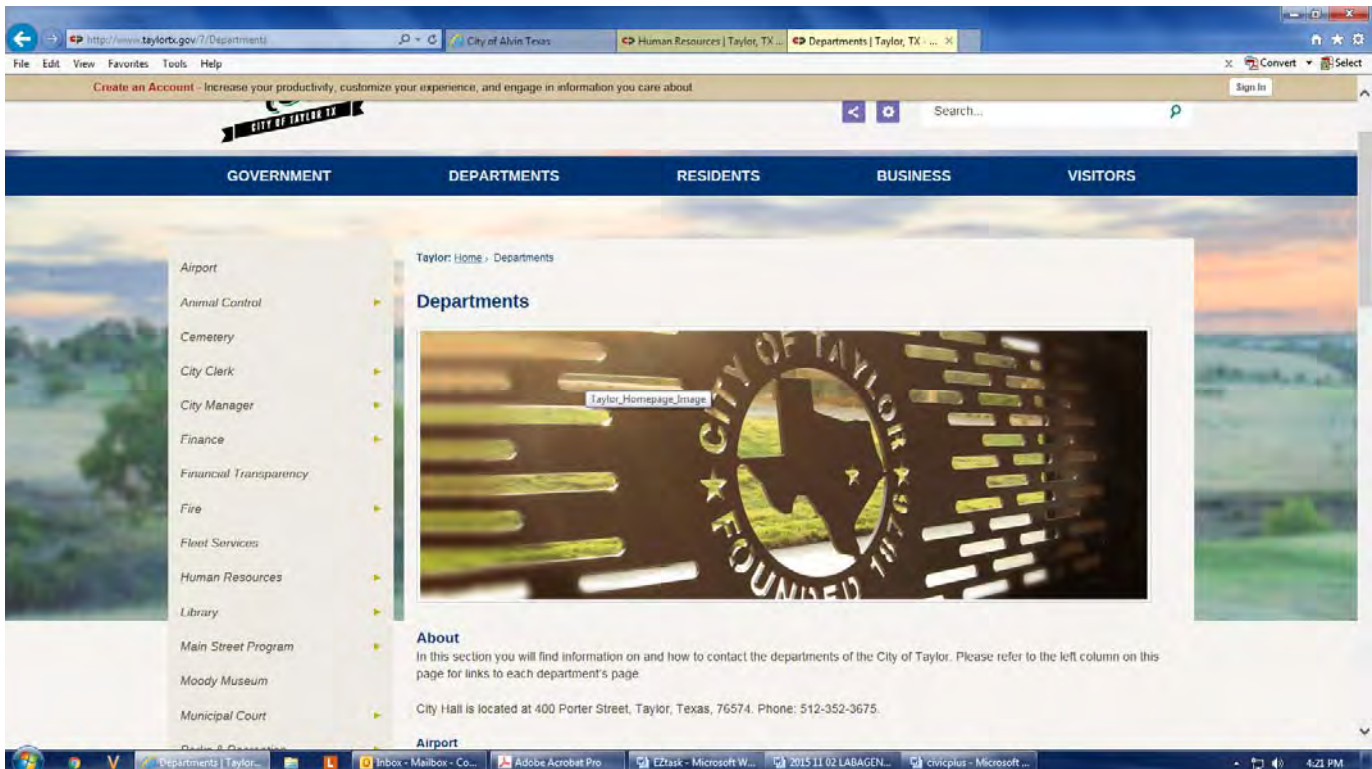 http://www.taylortx.gov/7/Departments
City of Alvin Texas
Human Resources | Taylor, TX ...
Departments | Taylor, TX - ...
File Edit View Favorites Tools Help
x Convert Select
Create an Account - Increase your productivity, customize your experience, and engage in information you care about
Sign In
CITY OF TAYLOR TX
Search...
GOVERNMENT DEPARTMENTS RESIDENTS BUSINESS VISITORS
Airport
Animal Control
Cemetery
City Clerk
City Manager
Finance
Financial Transparency
Fire
Fleet Services
Human Resources
Library
Main Street Program
Moody Museum
Municipal Court
Parks & Recreation
Taylor: Home › Departments
Departments
CITY OF TAYLOR
FOUNDED 1876
Taylor_Homepage_Image
About
In this section you will find information on and how to contact the departments of the City of Taylor. Please refer to the left column on this
page for links to each department's page
City Hall is located at 400 Porter Street, Taylor, Texas, 76574. Phone: 512-352-3675.
Airport
Departments | Taylor...
Inbox - Mailbox - Co...
Adobe Acrobat Pro
EZtask - Microsoft W...
2015 11 02 LABAGEN...
civicplus - Microsoft ...
4:21 PM